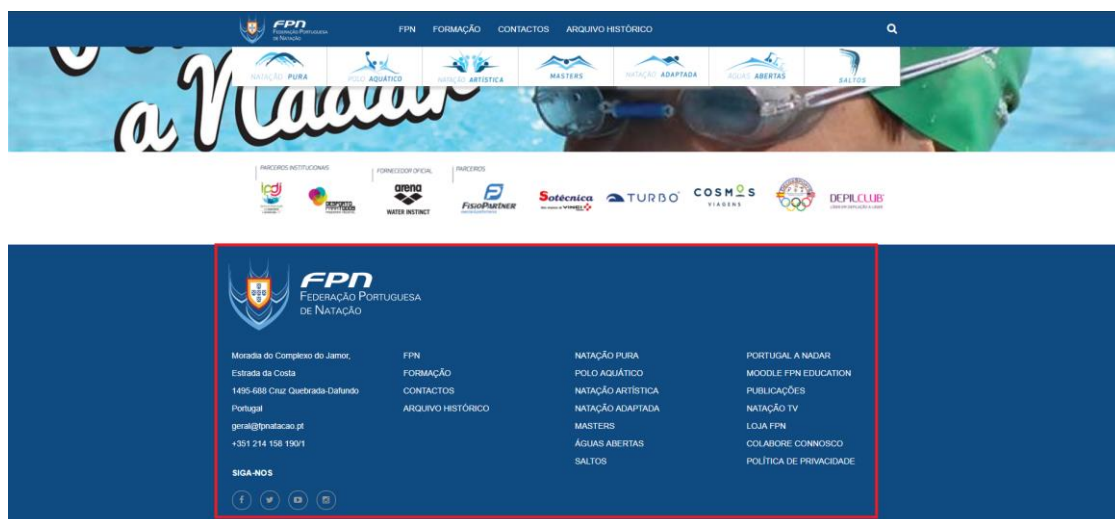 FPN
FEDERAÇÃO PORTUGUESA
DE NATAÇÃO
FPN FORMAÇÃO CONTACTOS ARQUIVO HISTÓRICO
NATAÇÃO PURA
POLO AQUÁTICO
NATAÇÃO ARTÍSTICA
MASTERS
NATAÇÃO ADAPTADA
ÁGUAS ABERTAS
SALTOS
a Nadar
PARCEIROS INSTITUCIONAIS
FORNECEDOR OFICIAL
PARCEIROS
ipdj
DESPORTO
arena
WATER INSTINCT
FISIOPARTNER
Sotécnica
TURBO
COSMOS
VIAGENS
DEPILCLUB
FPN
FEDERAÇÃO PORTUGUESA
DE NATAÇÃO
Moradia do Complexo do Jamor,
Estrada da Costa
1495-688 Cruz Quebrada-Dafundo
Portugal
geral@fpnatacao.pt
+351 214 158 190/1
SIGA-NOS
FPN
FORMAÇÃO
CONTACTOS
ARQUIVO HISTÓRICO
NATAÇÃO PURA
POLO AQUÁTICO
NATAÇÃO ARTÍSTICA
NATAÇÃO ADAPTADA
MASTERS
ÁGUAS ABERTAS
SALTOS
PORTUGAL A NADAR
MOODLE FPN EDUCATION
PUBLICAÇÕES
NATAÇÃO TV
LOJA FPN
COLABORE CONNOSCO
POLÍTICA DE PRIVACIDADE